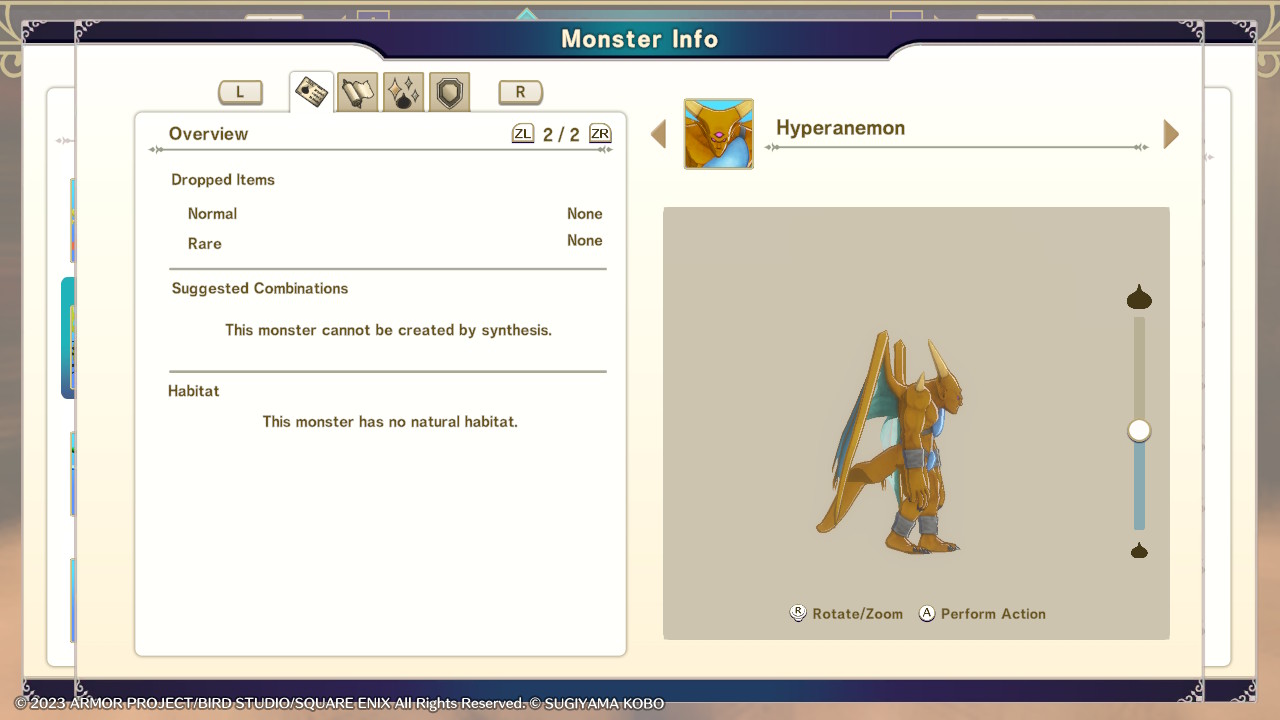 Monster Info
L
R
Overview
ZL 2 / 2 ZR
Dropped Items
Normal None
Rare None
Suggested Combinations
This monster cannot be created by synthesis.
Habitat
This monster has no natural habitat.
Hyperanemon
R Rotate/Zoom A Perform Action
© 2023 ARMOR PROJECT/BIRD STUDIO/SQUARE ENIX All Rights Reserved. © SUGIYAMA KOBO